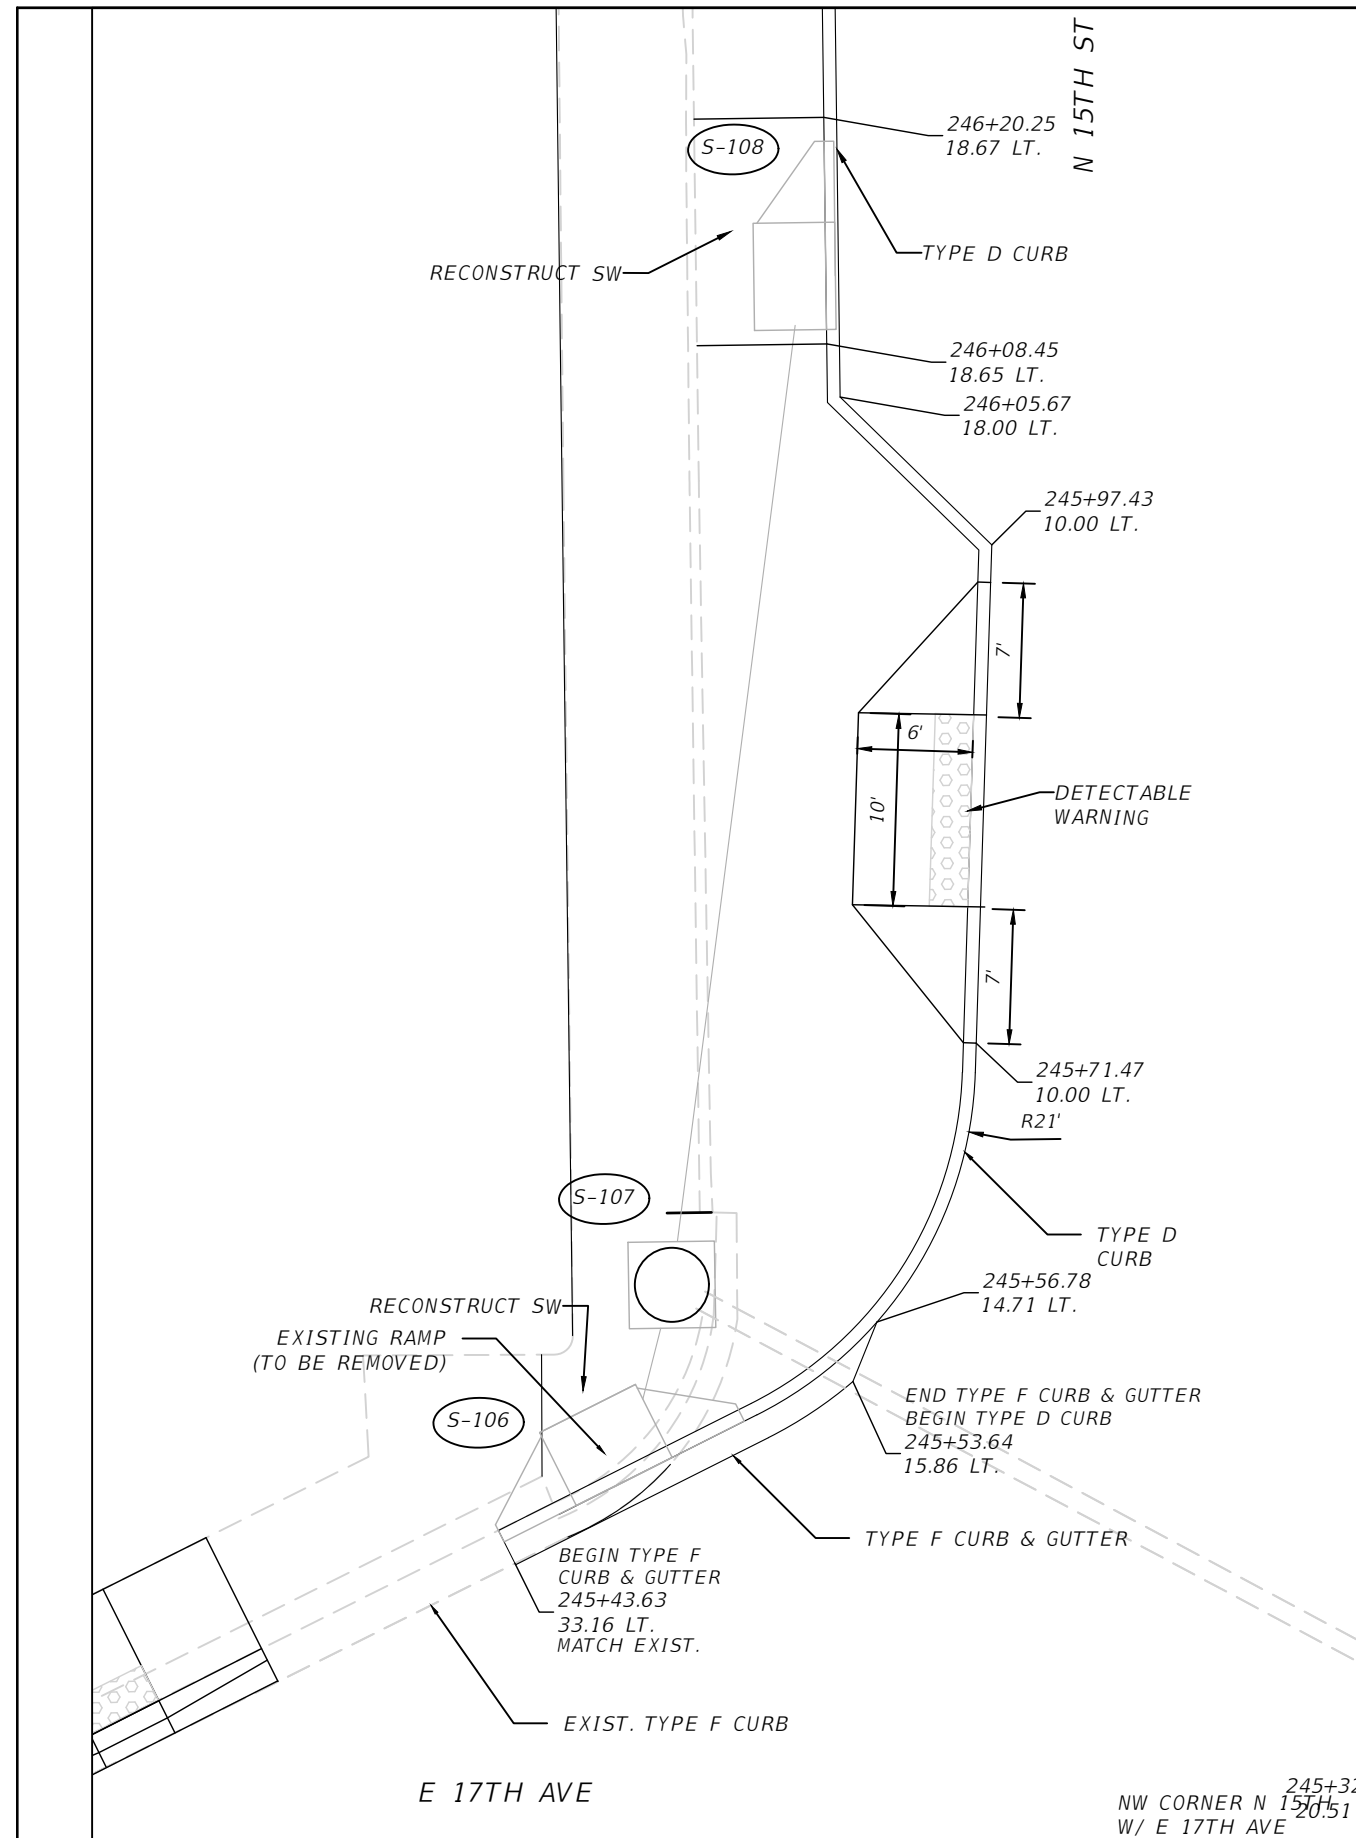 N 15TH ST
246+20.25
18.67 LT.
S-108
TYPE D CURB
RECONSTRUCT SW
246+08.45
18.65 LT.
246+05.67
18.00 LT.
245+97.43
10.00 LT.
7'
6'
10'
DETECTABLE
WARNING
7'
245+71.47
10.00 LT.
R21'
S-107
TYPE D
CURB
245+56.78
14.71 LT.
RECONSTRUCT SW
EXISTING RAMP
(TO BE REMOVED)
S-106
END TYPE F CURB & GUTTER
BEGIN TYPE D CURB
245+53.64
15.86 LT.
TYPE F CURB & GUTTER
BEGIN TYPE F
CURB & GUTTER
245+43.63
33.16 LT.
MATCH EXIST.
EXIST. TYPE F CURB
E 17TH AVE
245+32
20.51
NW CORNER N 15TH
W/ E 17TH AVE